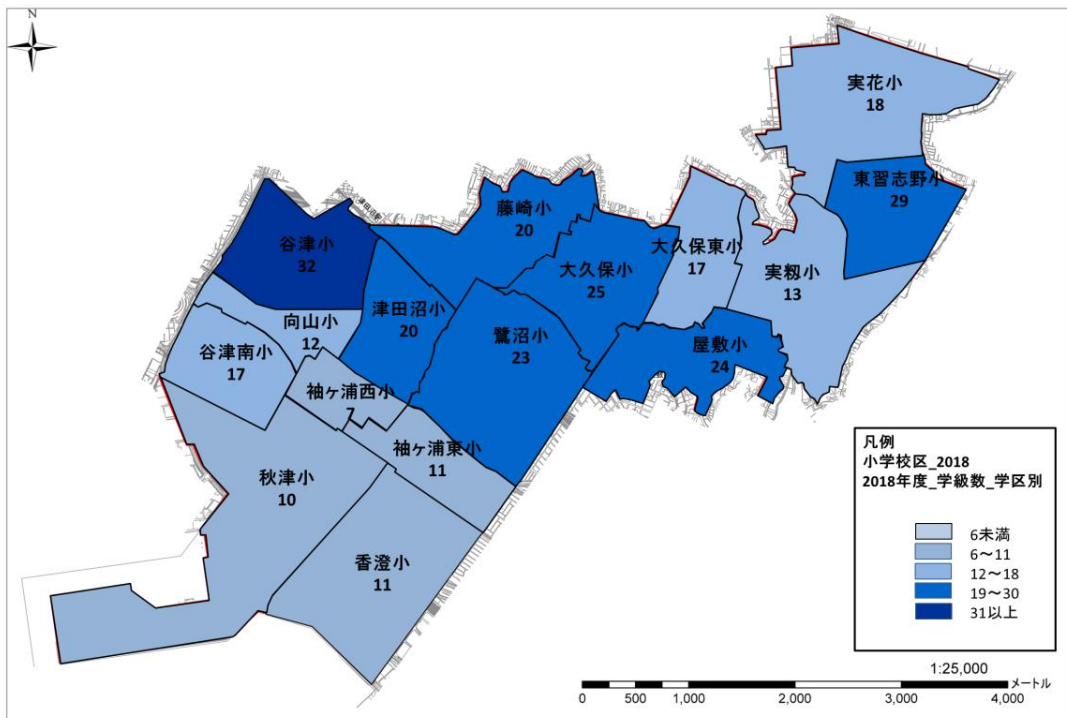 N
実花小
18
東習志野小
29
藤崎小
20
谷津小
32
大久保小
25
大久保東小
17
実籾小
13
津田沼小
20
鷺沼小
23
向山小
12
谷津南小
17
屋敷小
24
袖ヶ浦西小
7
袖ヶ浦東小
11
秋津小
10
香澄小
11
凡例
小学校区_2018
2018年度_学級数_学区別
6未満
6～11
12～18
19～30
31以上
1:25,000
メートル
0 500 1,000 2,000 3,000 4,000